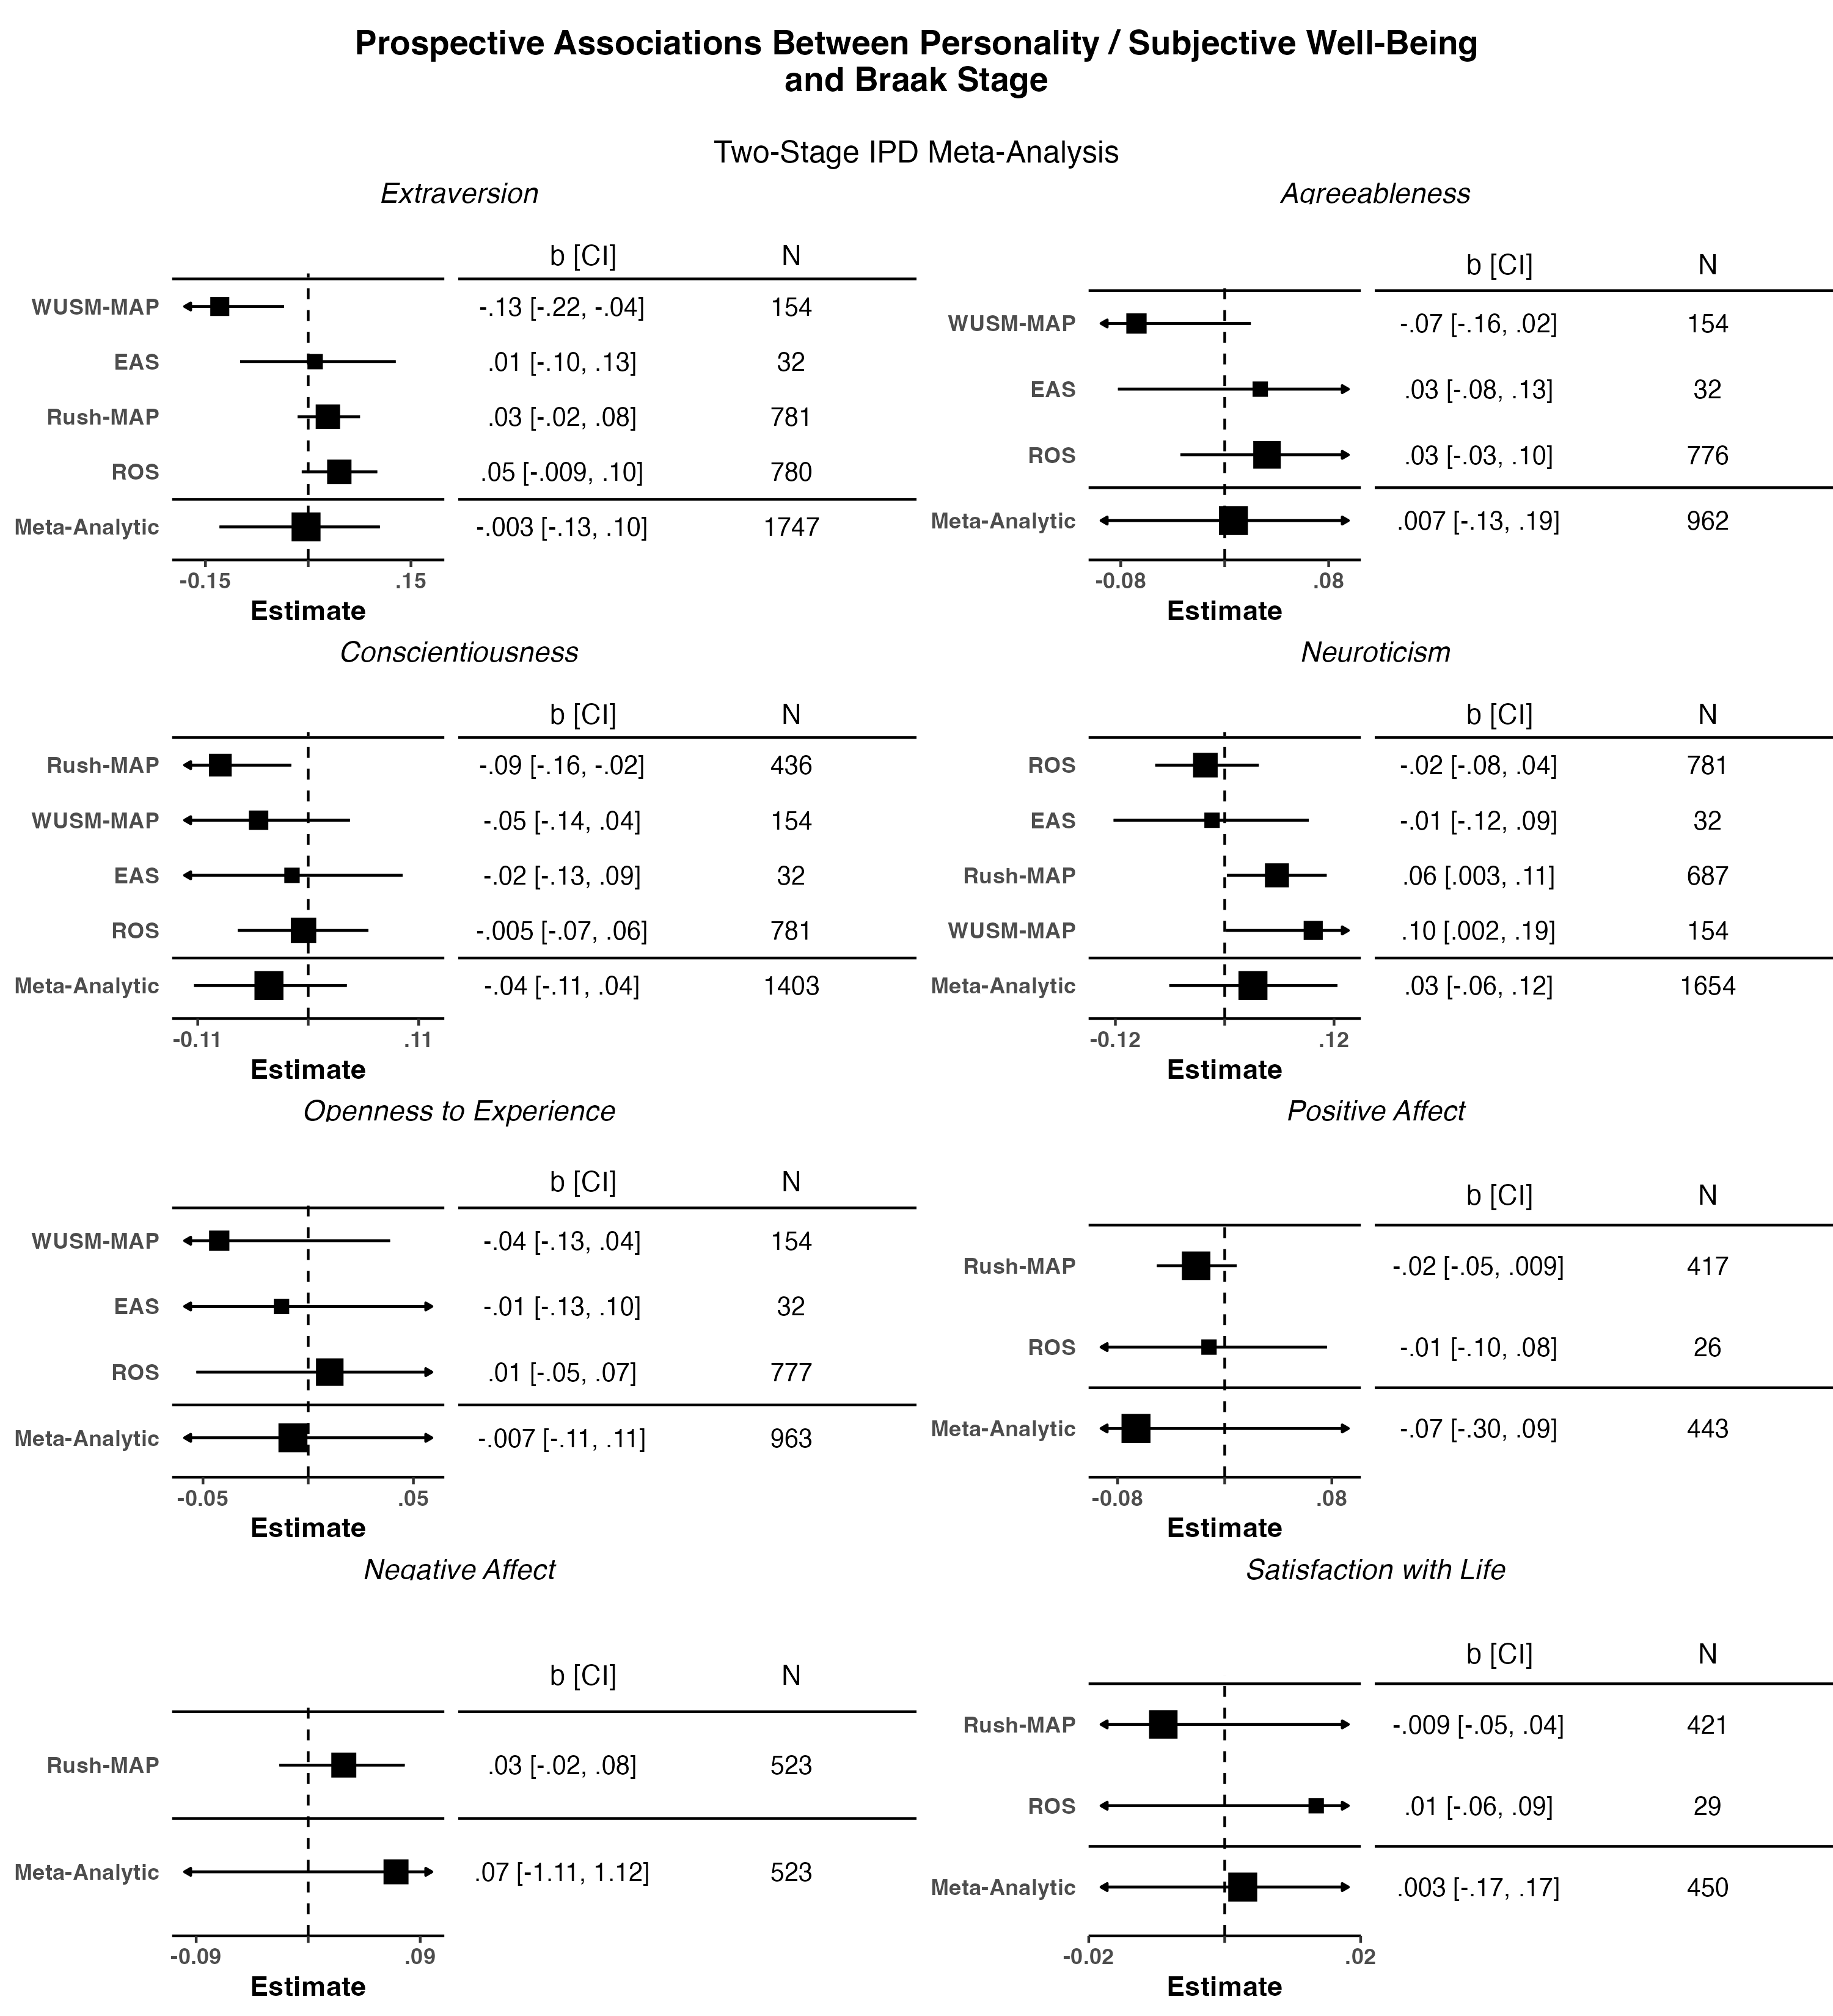 Prospective Associations Between Personality / Subjective Well-Being
and Braak Stage
Two-Stage IPD Meta-Analysis
Extraversion
b [CI] N
WUSM-MAP -.13 [-.22, -.04] 154
EAS .01 [-.10, .13] 32
Rush-MAP .03 [-.02, .08] 781
ROS .05 [-.009, .10] 780
Meta-Analytic -.003 [-.13, .10] 1747
-0.15 .15
Estimate
Agreeableness
b [CI] N
WUSM-MAP -.07 [-.16, .02] 154
EAS .03 [-.08, .13] 32
ROS .03 [-.03, .10] 776
Meta-Analytic .007 [-.13, .19] 962
-0.08 .08
Estimate
Conscientiousness
b [CI] N
Rush-MAP -.09 [-.16, -.02] 436
WUSM-MAP -.05 [-.14, .04] 154
EAS -.02 [-.13, .09] 32
ROS -.005 [-.07, .06] 781
Meta-Analytic -.04 [-.11, .04] 1403
-0.11 .11
Estimate
Neuroticism
b [CI] N
ROS -.02 [-.08, .04] 781
EAS -.01 [-.12, .09] 32
Rush-MAP .06 [.003, .11] 687
WUSM-MAP .10 [.002, .19] 154
Meta-Analytic .03 [-.06, .12] 1654
-0.12 .12
Estimate
Openness to Experience
b [CI] N
WUSM-MAP -.04 [-.13, .04] 154
EAS -.01 [-.13, .10] 32
ROS .01 [-.05, .07] 777
Meta-Analytic -.007 [-.11, .11] 963
-0.05 .05
Estimate
Positive Affect
b [CI] N
Rush-MAP -.02 [-.05, .009] 417
ROS -.01 [-.10, .08] 26
Meta-Analytic -.07 [-.30, .09] 443
-0.08 .08
Estimate
Negative Affect
b [CI] N
Rush-MAP .03 [-.02, .08] 523
Meta-Analytic .07 [-1.11, 1.12] 523
-0.09 .09
Estimate
Satisfaction with Life
b [CI] N
Rush-MAP -.009 [-.05, .04] 421
ROS .01 [-.06, .09] 29
Meta-Analytic .003 [-.17, .17] 450
-0.02 .02
Estimate